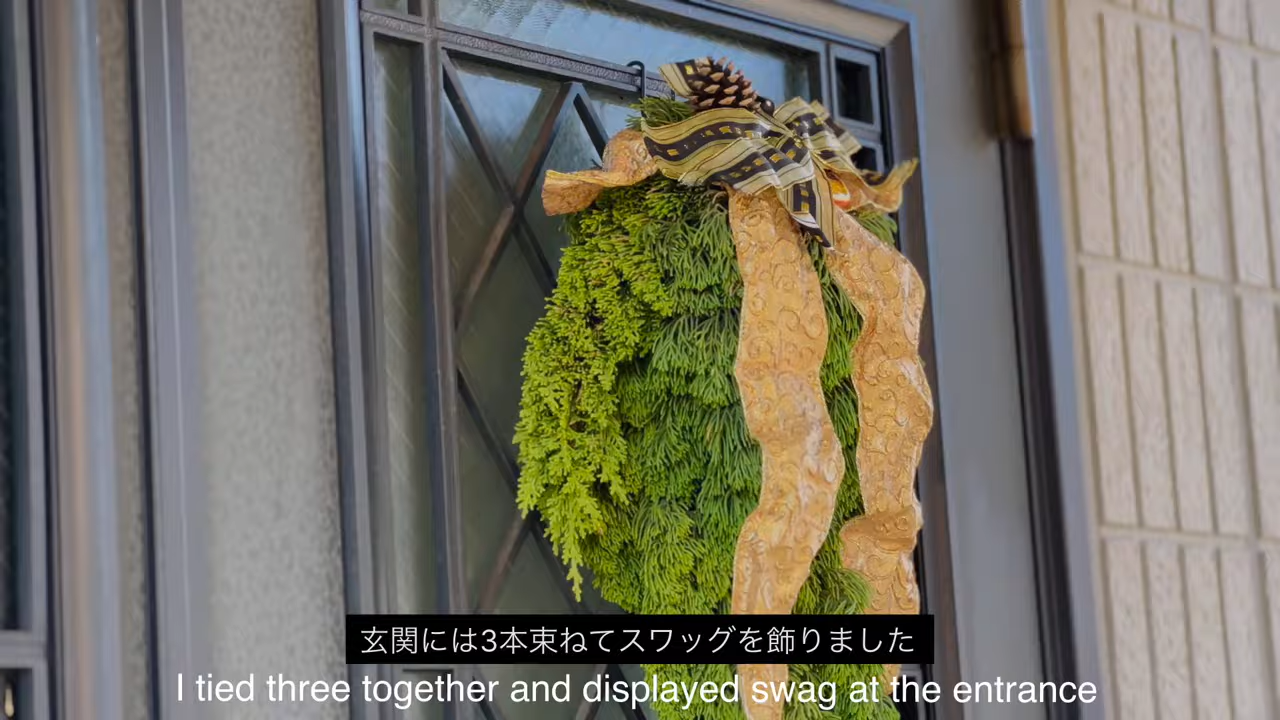 玄関には3本束ねてスワッグを飾りました
I tied three together and displayed swag at the entrance